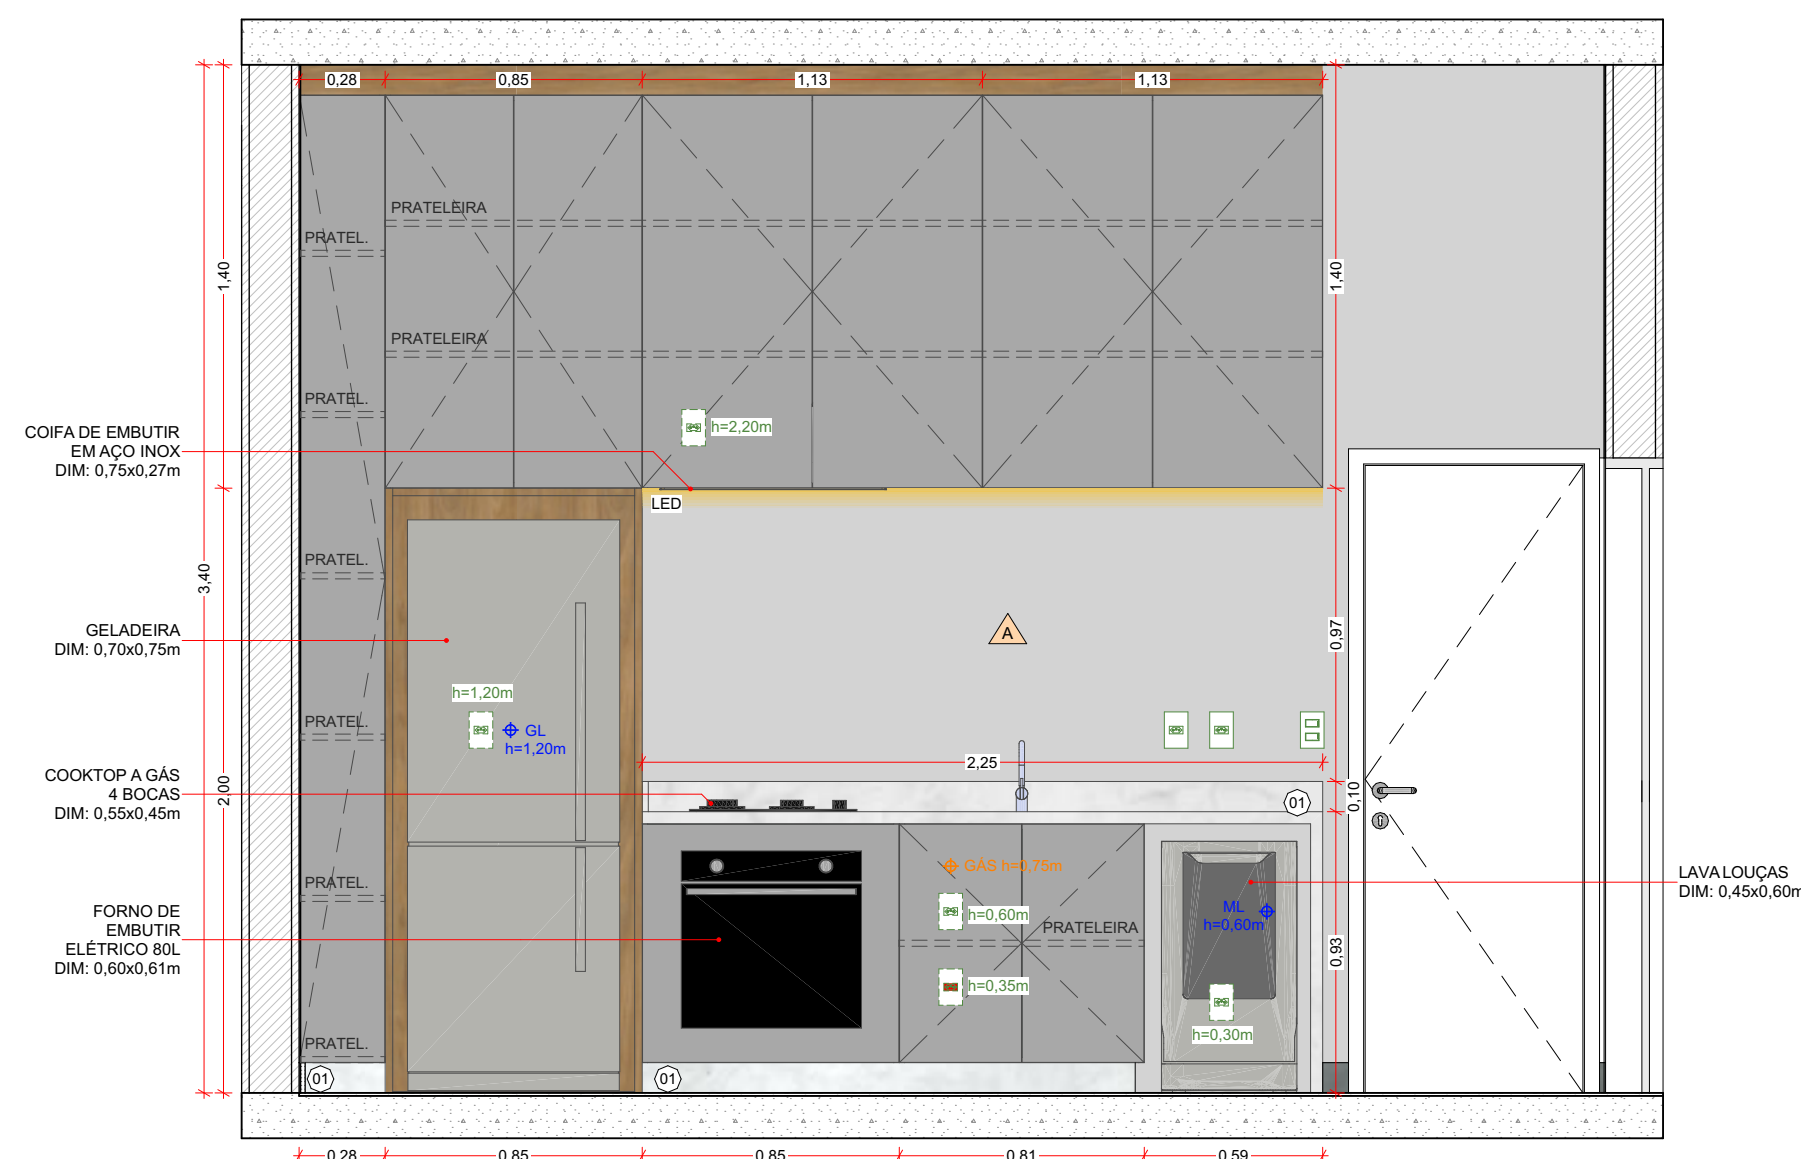 0,28
0,85
1,13
1,13
PRATELEIRA
PRATEL.
1,40
1,40
PRATELEIRA
PRATEL.
h=2,20m
COIFA DE EMBUTIR
EM AÇO INOX
DIM: 0,75x0,27m
LED
PRATEL.
3,40
GELADEIRA
DIM: 0,70x0,75m
A
0,97
h=1,20m
PRATEL.
GL
h=1,20m
2,25
COOKTOP A GÁS
4 BOCAS
DIM: 0,55x0,45m
2,00
0,10
01
GÁS h=0,75m
PRATEL.
LAVA LOUÇAS
DIM: 0,45x0,60m
FORNO DE
EMBUTIR
ELÉTRICO 80L
DIM: 0,60x0,61m
h=0,60m
PRATELEIRA
ML
h=0,60m
0,93
h=0,35m
h=0,30m
PRATEL.
01
01
0,28
0,85
0,85
0,81
0,59